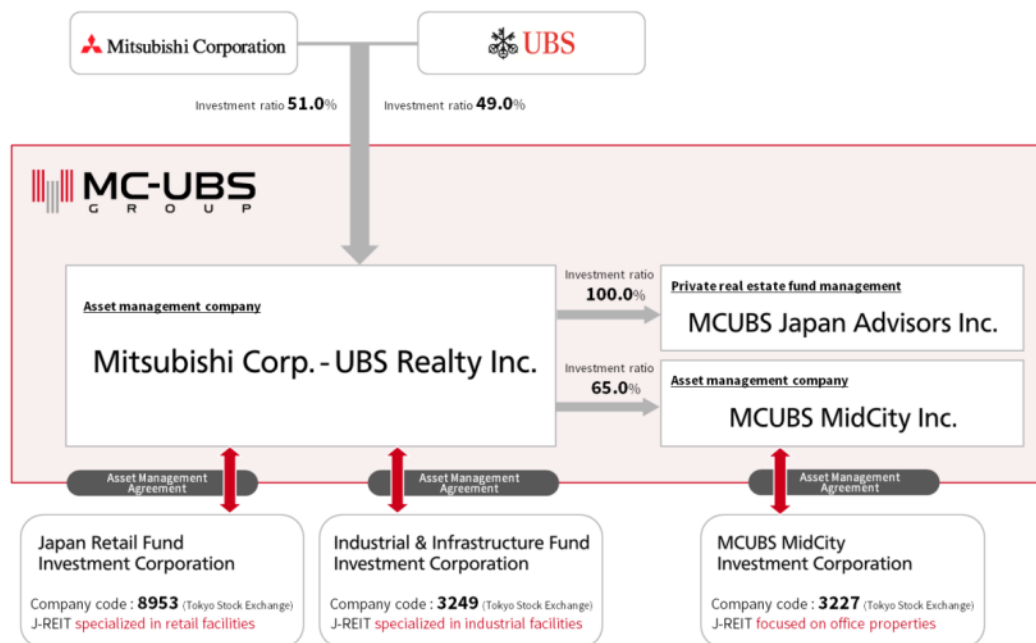 Mitsubishi Corporation
UBS
Investment ratio 51.0%
Investment ratio 49.0%
MC-UBS
GROUP
Asset management company
Mitsubishi Corp. - UBS Realty Inc.
Investment ratio
100.0%
Private real estate fund management
MCUBS Japan Advisors Inc.
Investment ratio
65.0%
Asset management company
MCUBS MidCity Inc.
Asset Management
Agreement
Asset Management
Agreement
Asset Management
Agreement
Japan Retail Fund
Investment Corporation
Company code : 8953 (Tokyo Stock Exchange)
J-REIT specialized in retail facilities
Industrial & Infrastructure Fund
Investment Corporation
Company code : 3249 (Tokyo Stock Exchange)
J-REIT specialized in industrial facilities
MCUBS MidCity
Investment Corporation
Company code : 3227 (Tokyo Stock Exchange)
J-REIT focused on office properties